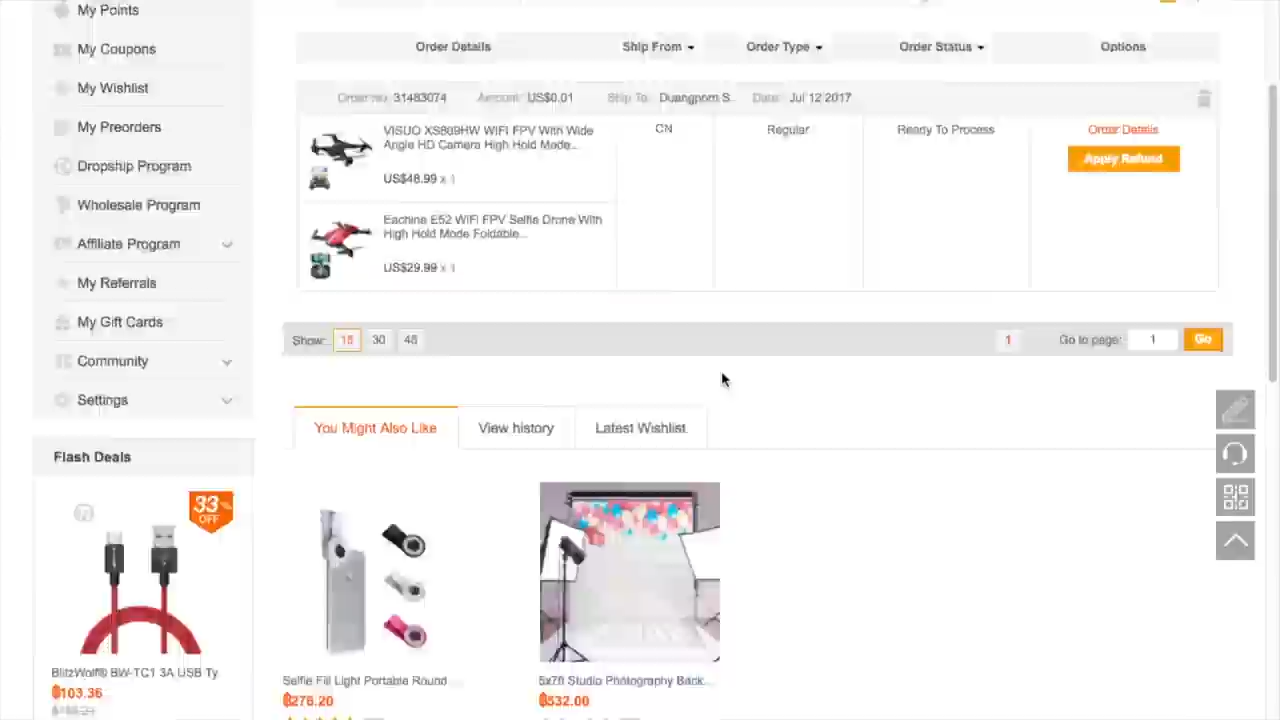 My Points
My Coupons
My Wishlist
My Preorders
Dropship Program
Wholesale Program
Affiliate Program
My Referrals
My Gift Cards
Community
Settings
Flash Deals
33%
OFF
BlitzWolf® BW-TC1 3A USB Ty
฿103.36
Order Details Ship From Order Type Order Status Options
Order no: 31483074 Amount: US$0.01 Ship To: Duangporn S... Date: Jul 12 2017
VISUO XS809HW WIFI FPV With Wide
Angle HD Camera High Hold Mode...
US$48.99 x 1
CN
Regular
Ready To Process
Order Details
Apply Refund
Eachine E52 WIFI FPV Selfie Drone With
High Hold Mode Foldable...
US$29.99 x 1
Show: 15 30 45
1 Go to page: 1 Go
You Might Also Like View history Latest Wishlist
Selfie Fill Light Portable Round
฿276.20
5x7ft Studio Photography Back...
฿532.00